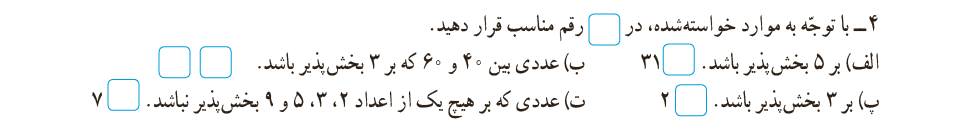 ۴ــ با توجّه به موارد خواسته‌شده، در □ رقم مناسب قرار دهید.
الف) بر ۵ بخش‌پذیر باشد. □۳۱ ب) عددی بین ۴۰ و ۶۰ که بر ۳ بخش‌پذیر باشد. □□
پ) بر ۳ بخش‌پذیر باشد. □۲ ت) عددی که بر هیچ یک از اعداد ۲، ۳، ۵ و ۹ بخش‌پذیر نباشد. □۷